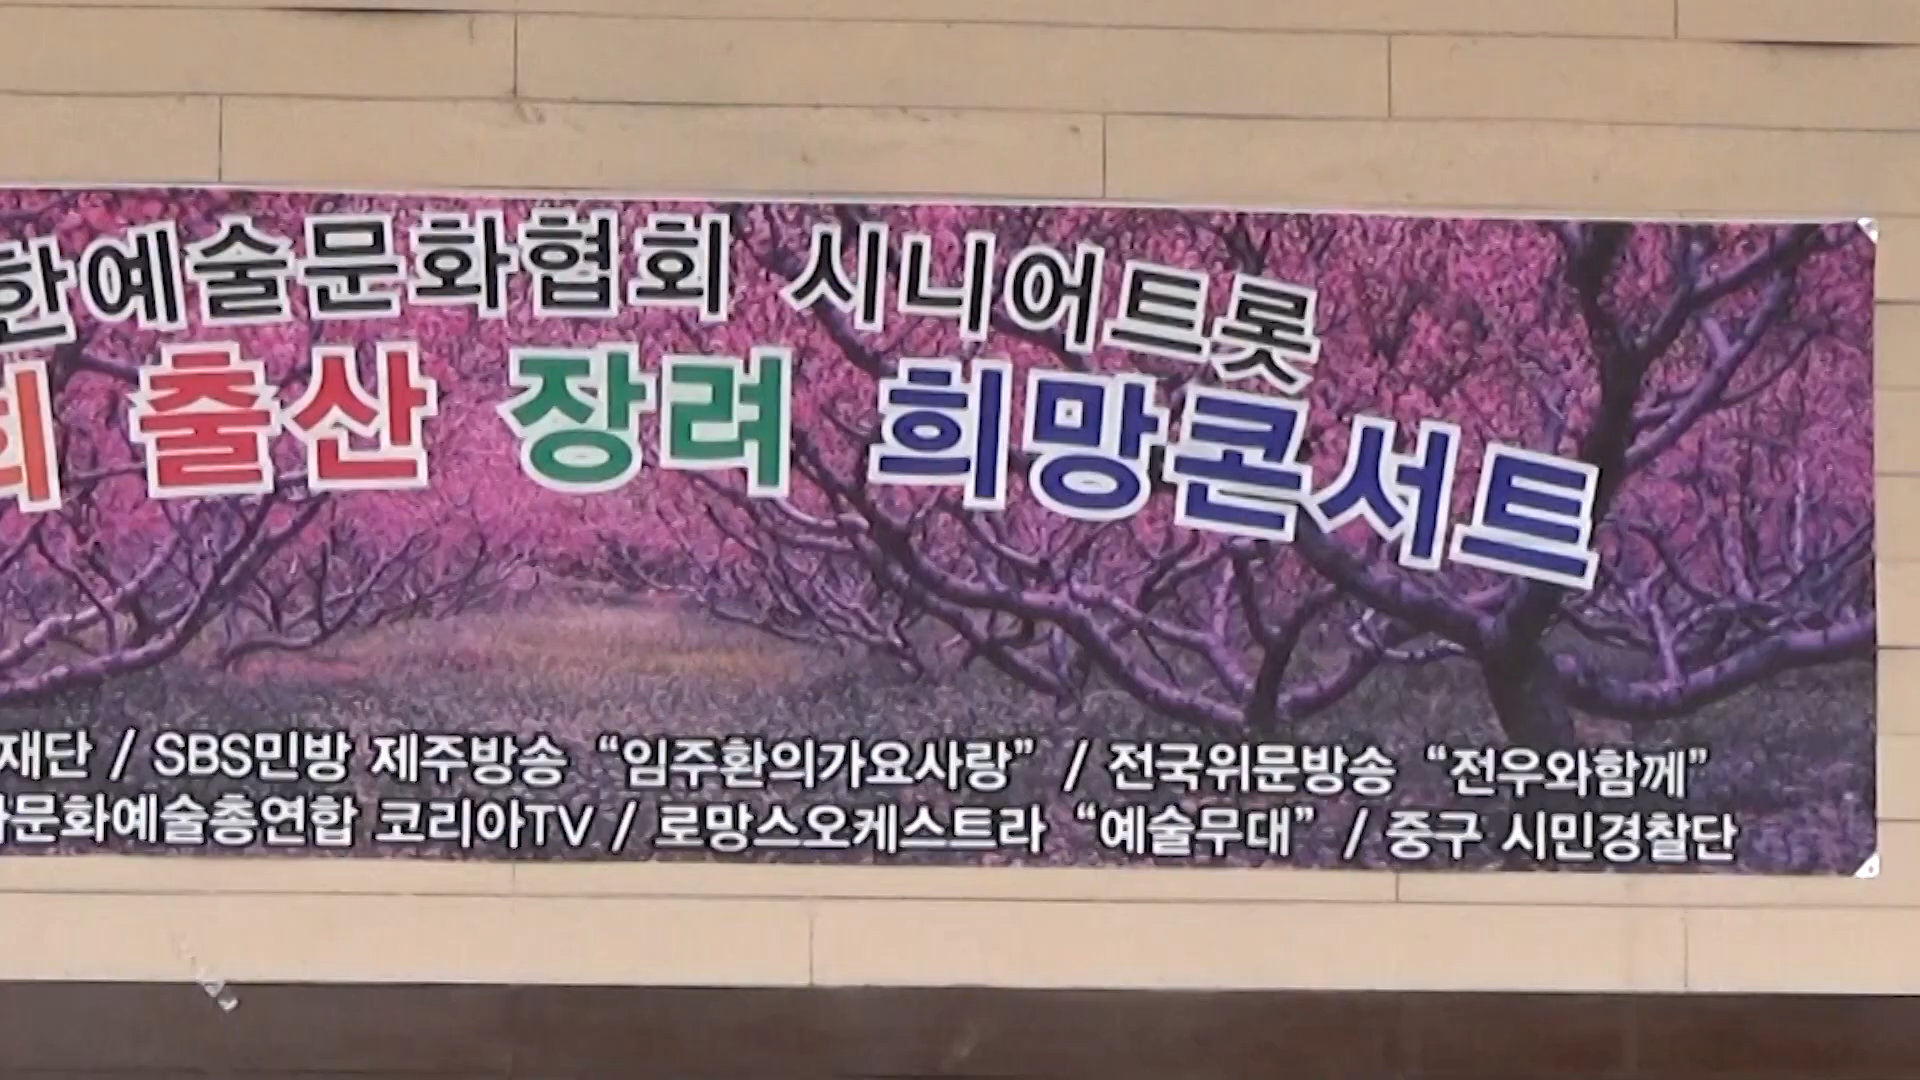 한예술문화협회 시니어트롯
회 출산 장려 희망콘서트
재단 / SBS민방 제주방송 “임주환의가요사랑” / 전국위문방송 “전우와함께”
문화예술총연합 코리아TV / 로망스오케스트라 “예술무대” / 중구 시민경찰단